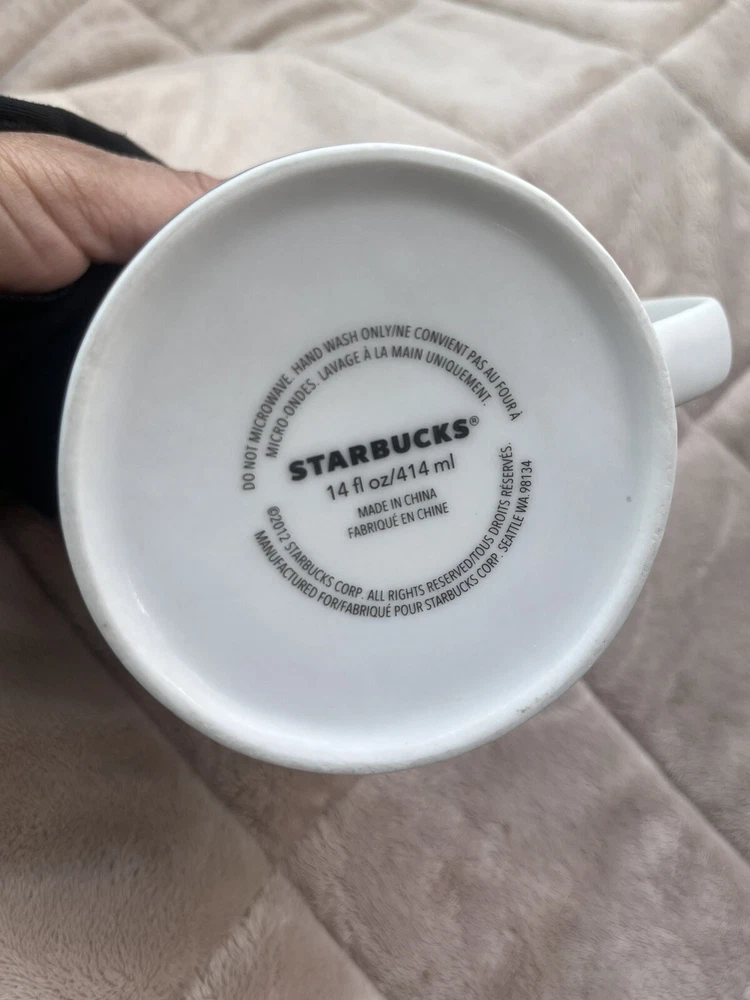 DO NOT MICROWAVE. HAND WASH ONLY/NE CONVIENT PAS AU FOUR À
MICRO-ONDES. LAVAGE À LA MAIN UNIQUEMENT.
STARBUCKS®
14 fl oz/414 ml
MADE IN CHINA
FABRIQUÉ EN CHINE
©2012 STARBUCKS CORP. ALL RIGHTS RESERVED/TOUS DROITS RÉSERVÉS.
MANUFACTURED FOR/FABRIQUÉ POUR STARBUCKS CORP. SEATTLE WA 98134